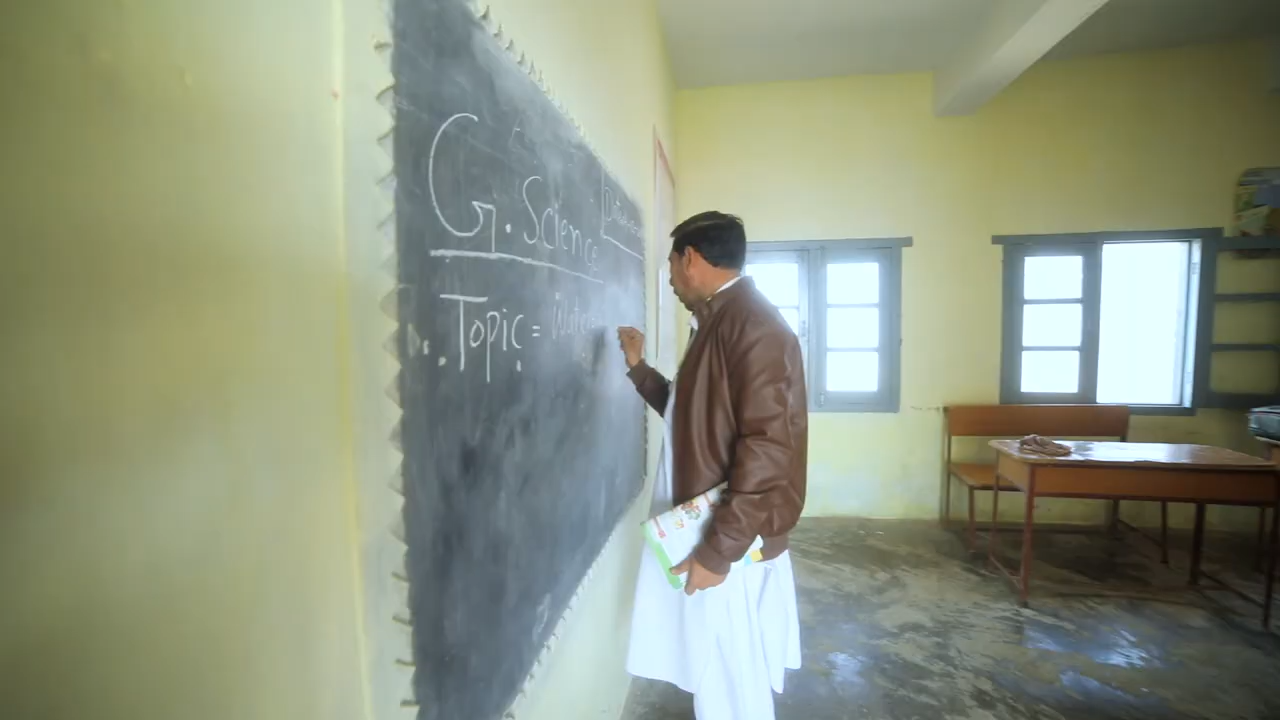 G. Science
Topic = Water